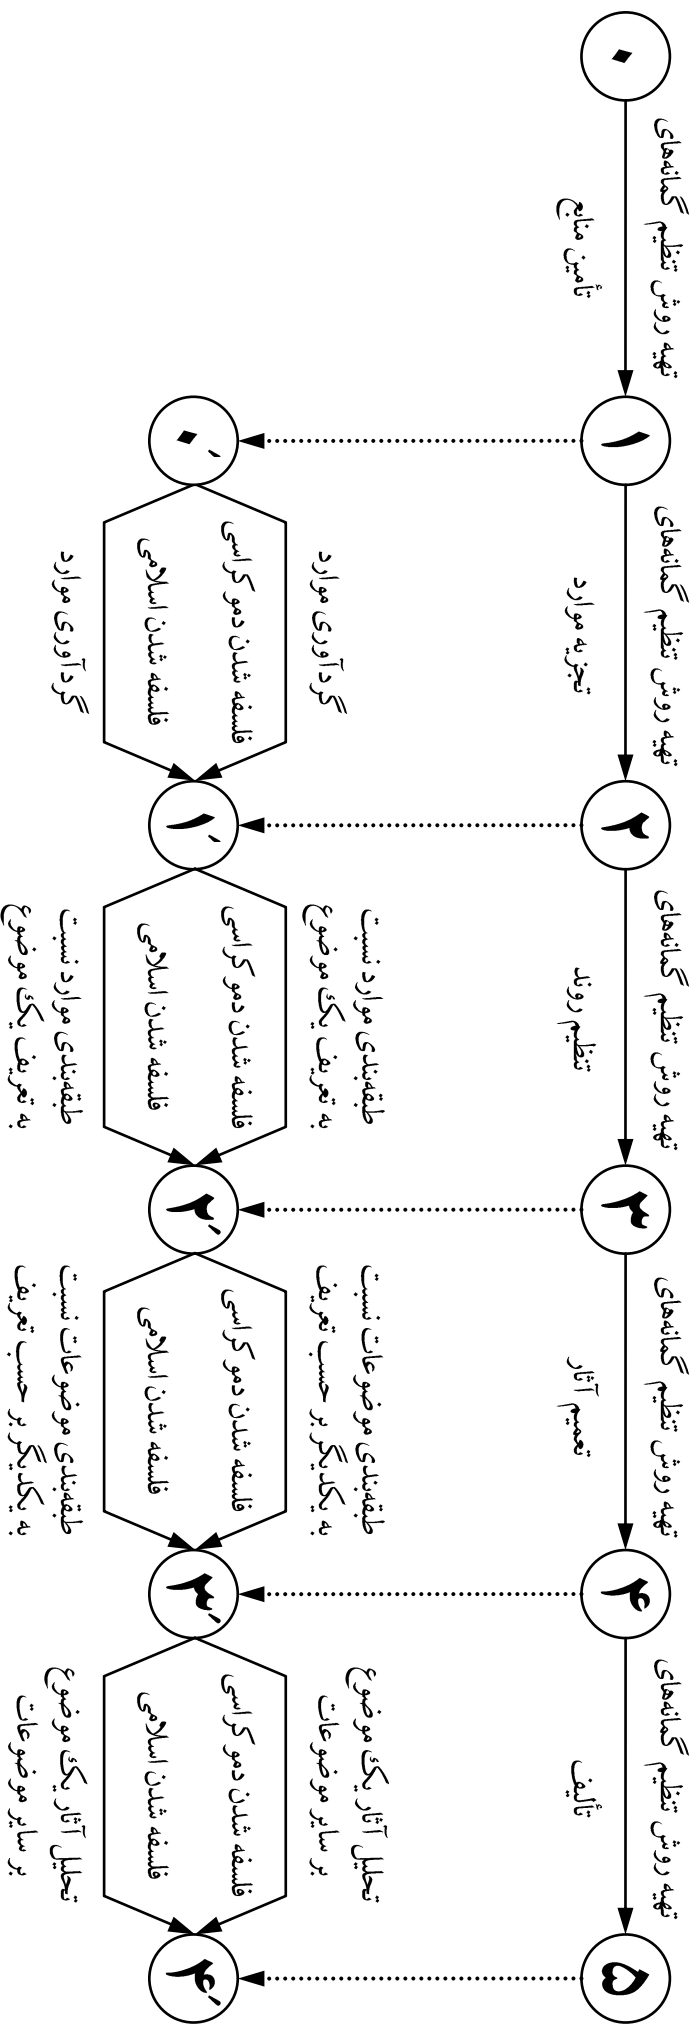 ۰
تهیه روش تنظیم گمانه‌های
تأمین منابع
۱
تهیه روش تنظیم گمانه‌های
تجزیه موارد
۲
تهیه روش تنظیم گمانه‌های
تنظیم روند
۳
تهیه روش تنظیم گمانه‌های
تعمیم آثار
۴
تهیه روش تنظیم گمانه‌های
تألیف
۵
۰´
گردآوری موارد
فلسفه شدن دموکراسی
فلسفه شدن اسلامی
گردآوری موارد
۱´
طبقه‌بندی موارد نسبت
به تعریف یک موضوع
فلسفه شدن دموکراسی
فلسفه شدن اسلامی
طبقه‌بندی موارد نسبت
به تعریف یک موضوع
۲´
طبقه‌بندی موضوعات نسبت
به یکدیگر بر حسب تعریف
فلسفه شدن دموکراسی
فلسفه شدن اسلامی
طبقه‌بندی موضوعات نسبت
به یکدیگر بر حسب تعریف
۳´
تحلیل آثار یک موضوع
بر سایر موضوعات
فلسفه شدن دموکراسی
فلسفه شدن اسلامی
تحلیل آثار یک موضوع
بر سایر موضوعات
۴´